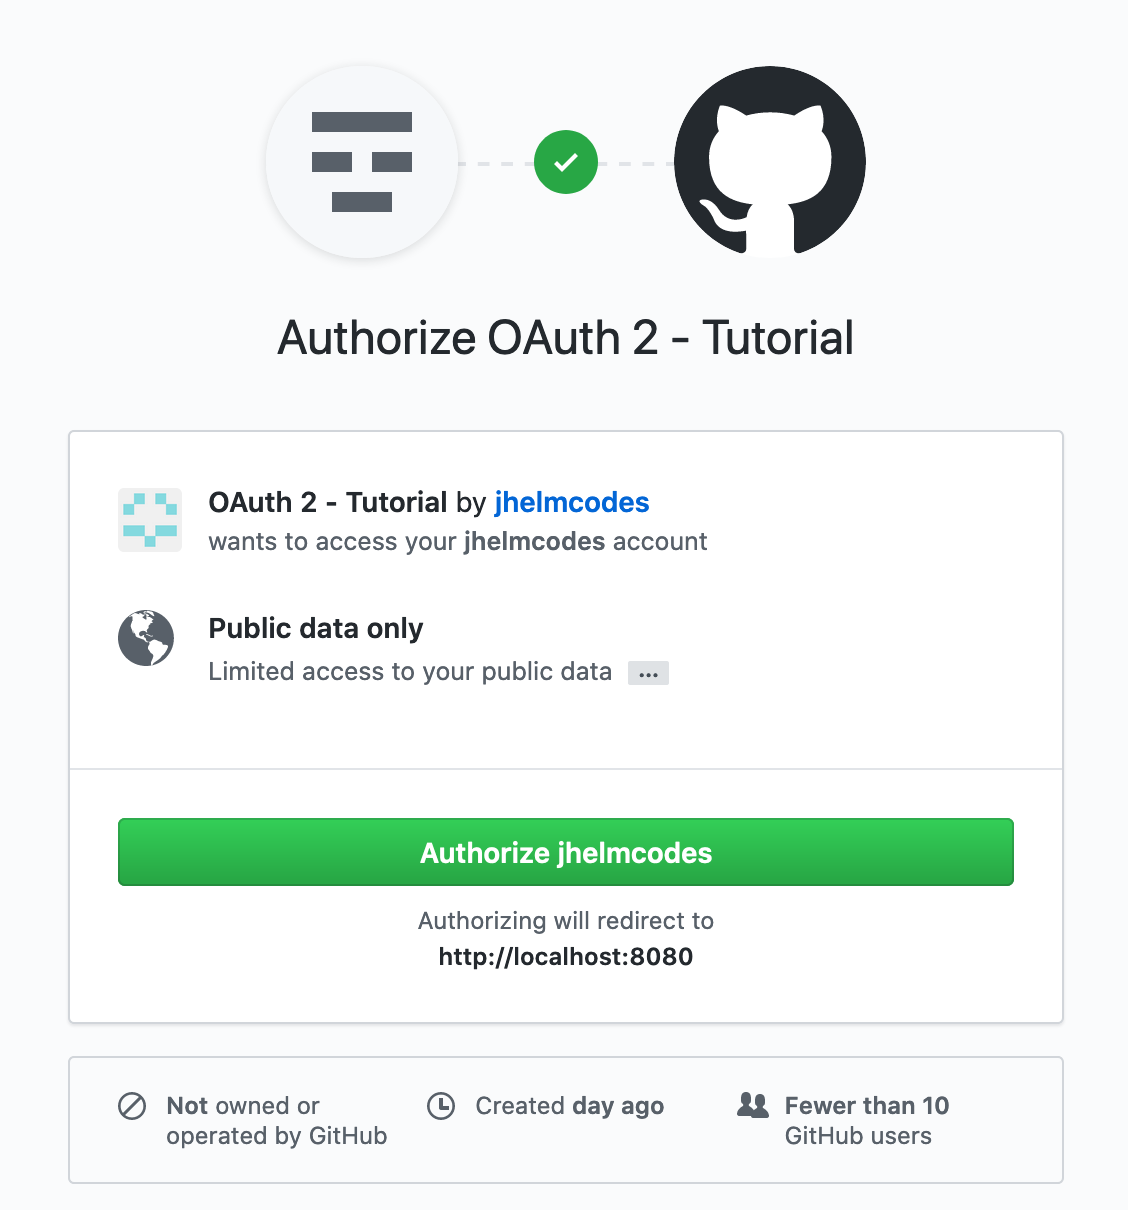 Authorize OAuth 2 - Tutorial
OAuth 2 - Tutorial by jhelmcodes
wants to access your jhelmcodes account
Public data only
Limited access to your public data ...
Authorize jhelmcodes
Authorizing will redirect to
http://localhost:8080
Not owned or
operated by GitHub
Created day ago
Fewer than 10
GitHub users